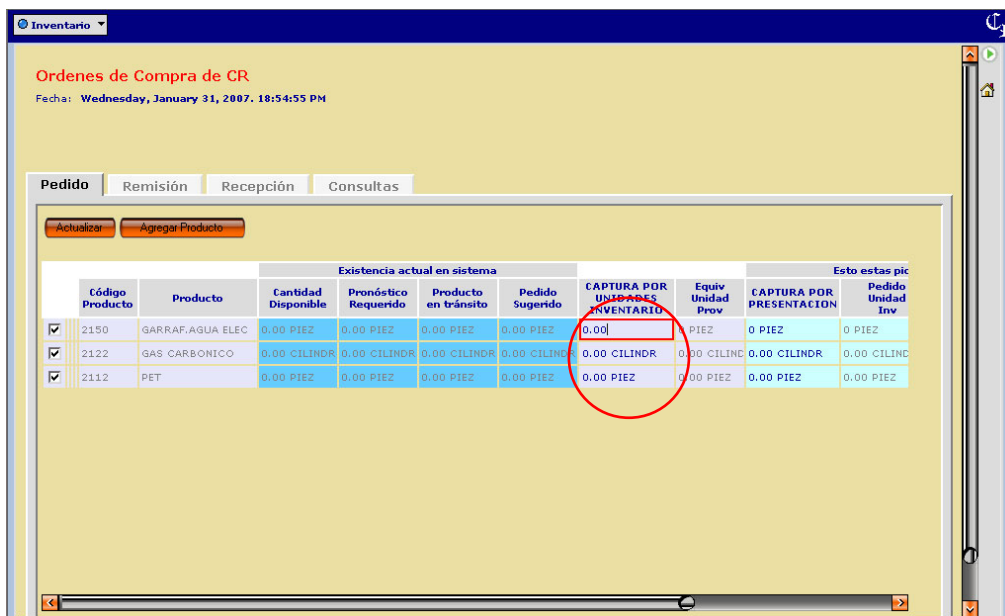 Inventario
Ordenes de Compra de CR
Fecha: Wednesday, January 31, 2007. 18:54:55 PM
Pedido Remisión Recepción Consultas
Actualizar Agregar Producto
Existencia actual en sistema Esto estas pic
Código Producto Producto Cantidad Disponible Pronóstico Requerido Producto en tránsito Pedido Sugerido CAPTURA POR UNIDADES INVENTARIO Equiv Unidad Prov CAPTURA POR PRESENTACION Pedido Unidad Inv
2150 GARRAF.AGUA ELEC 0.00 PIEZ 0.00 PIEZ 0.00 PIEZ 0.00 PIEZ 0.00 PIEZ 0 PIEZ 0 PIEZ
2122 GAS CARBONICO 0.00 CILINDR 0.00 CILINDR 0.00 CILINDR 0.00 CILINDR 0.00 CILINDR 0.00 CILIND 0.00 CILINDR 0.00 CILIND
2112 PET 0.00 PIEZ 0.00 PIEZ 0.00 PIEZ 0.00 PIEZ 0.00 PIEZ 0.00 PIEZ 0.00 PIEZ 0.00 PIEZ